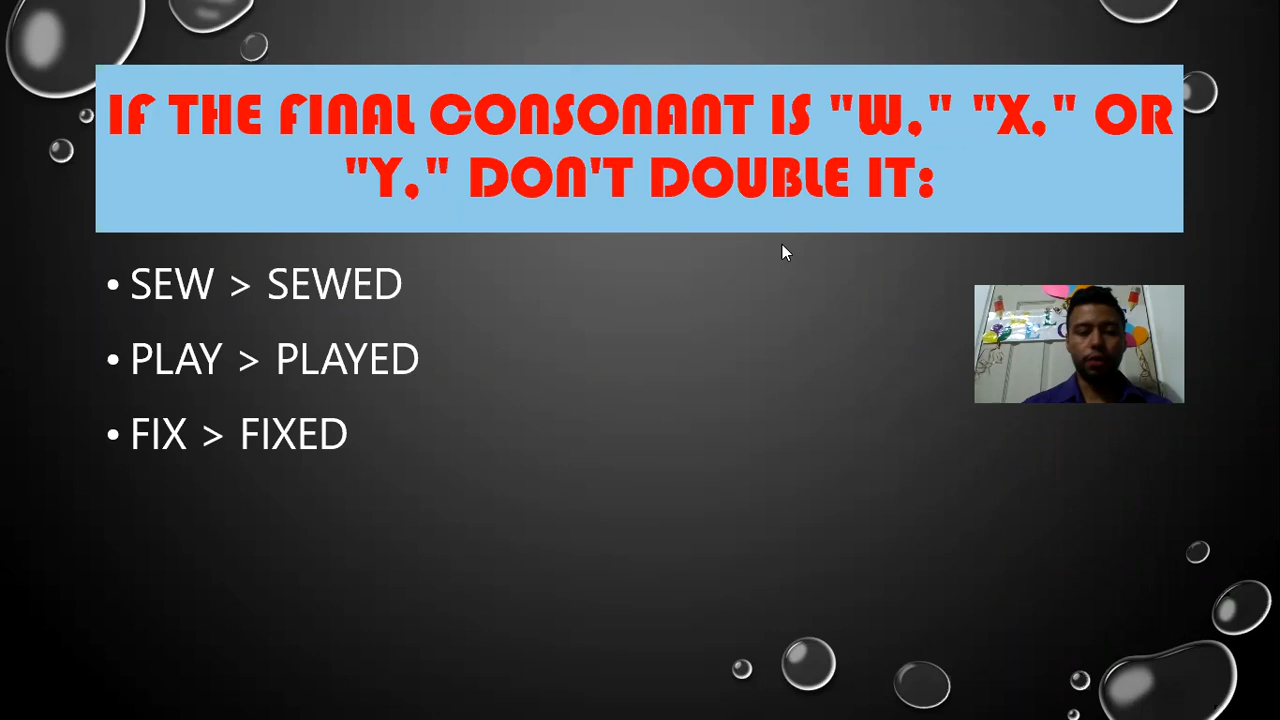 IF THE FINAL CONSONANT IS "W," "X," OR
"Y," DON'T DOUBLE IT:
• SEW > SEWED
• PLAY > PLAYED
• FIX > FIXED